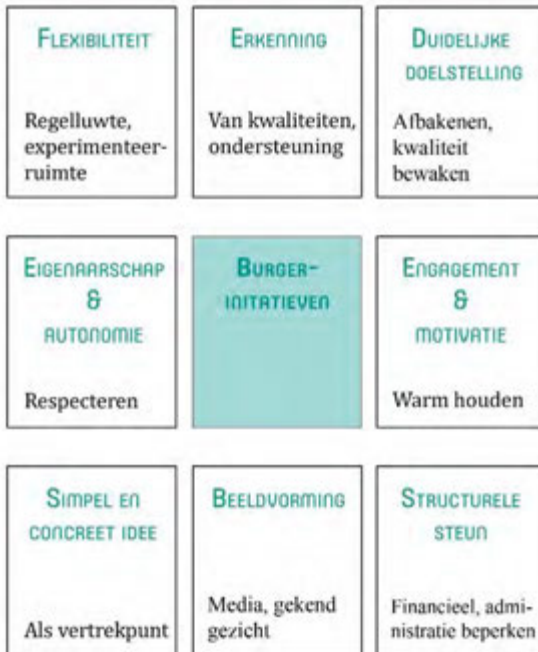 FLEXIBILITEIT
Regelluwte,
experimenteer-
ruimte
ERKENNING
Van kwaliteiten,
ondersteuning
DUIDELIJKE
DOELSTELLING
Afbakenen,
kwaliteit
bewaken
EIGENAARSCHAP
&
AUTONOMIE
Respecteren
BURGER-
INITATIEVEN
ENGAGEMENT
&
MOTIVATIE
Warm houden
SIMPEL EN
CONCREET IDEE
Als vertrekpunt
BEELDVORMING
Media, gekend
gezicht
STRUCTURELE
STEUN
Financieel, admi-
nistratie beperken